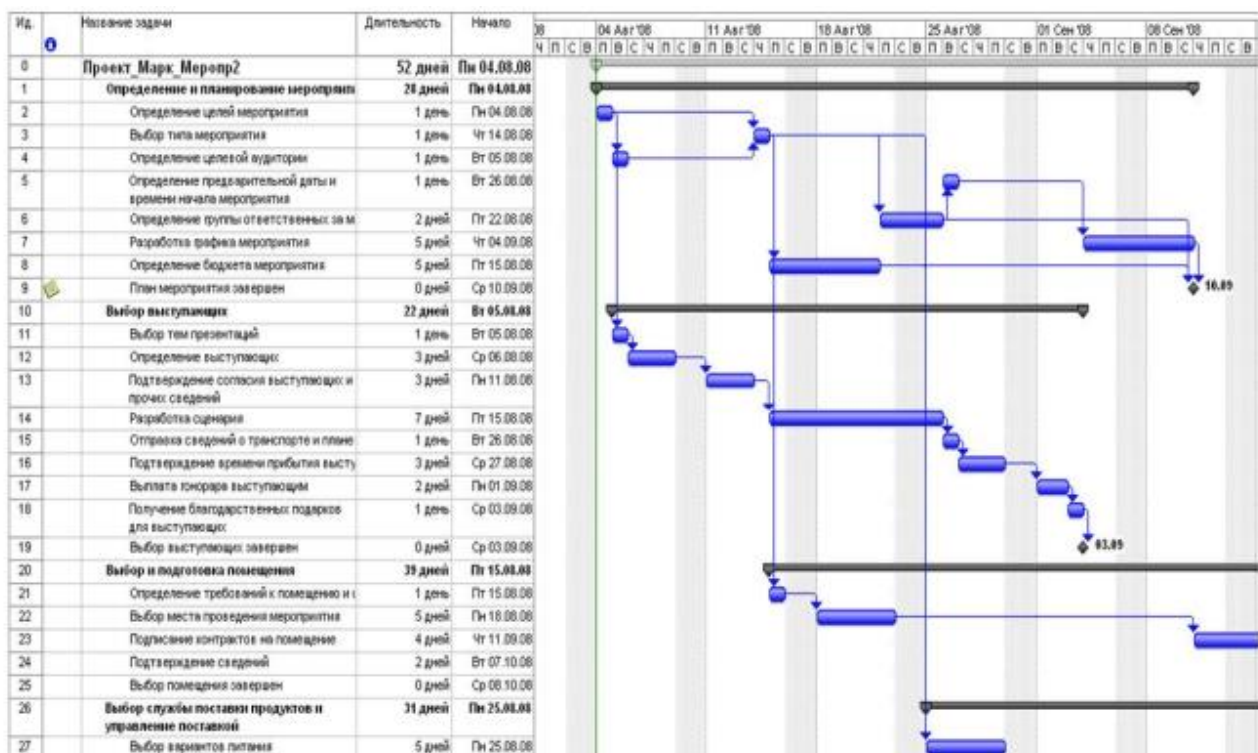 Ид. Название задачи Длительность Начало 04 Авг '08 11 Авг '08 18 Авг '08 25 Авг '08 01 Сен '08 08 Сен '08
Ч П С В П В С Ч П С В П В С Ч П С В П В С Ч П С В П В С Ч П С В П В С Ч П С В П В С Ч П С В
0 Проект_Марк_Меропр2 52 дней Пн 04.08.08
1 Определение и планирование 28 дней Пн 04.08.08
2 Определение целей мероприятия 1 день Пн 04.08.08
3 Выбор типа мероприятия 1 день Чт 14.08.08
4 Определение целевой аудитории 1 день Вт 05.08.08
5 Определение предварительной даты и 1 день Вт 26.08.08
времени начала мероприятия
6 Определение группы ответственных за м 2 дней Пт 22.08.08
7 Разработка графика мероприятия 5 дней Чт 04.09.08
8 Определение бюджета мероприятия 5 дней Пт 15.08.08
9 План мероприятия завершен 0 дней Ср 10.09.08 10.09
10 Выбор выступающих 22 дней Вт 05.08.08
11 Выбор тем презентаций 1 день Вт 05.08.08
12 Определение выступающих 3 дней Ср 06.08.08
13 Подтверждение согласия выступающих и 3 дней Пн 11.08.08
прочих сведений
14 Разработка сценария 7 дней Пт 15.08.08
15 Отправка сведений о транспорте и плане 1 день Вт 26.08.08
16 Подтверждение времени прибытия высту 3 дней Ср 27.08.08
17 Выплата гонорара выступающим 2 дней Пн 01.09.08
18 Получение благодарственных подарков 1 день Ср 03.09.08
для выступающих
19 Выбор выступающих завершен 0 дней Ср 03.09.08 03.09
20 Выбор и подготовка помещения 39 дней Пт 15.08.08
21 Определение требований к помещению и 1 день Пт 15.08.08
22 Выбор места проведения мероприятия 5 дней Пн 18.08.08
23 Подписание контрактов на помещение 4 дней Чт 11.09.08
24 Подтверждение сведений 2 дней Вт 07.10.08
25 Выбор помещения завершен 0 дней Ср 08.10.08
26 Выбор службы поставки продуктов и 31 дней Пн 25.08.08
управление поставкой
27 Выбор вариантов питания 5 дней Пн 25.08.08